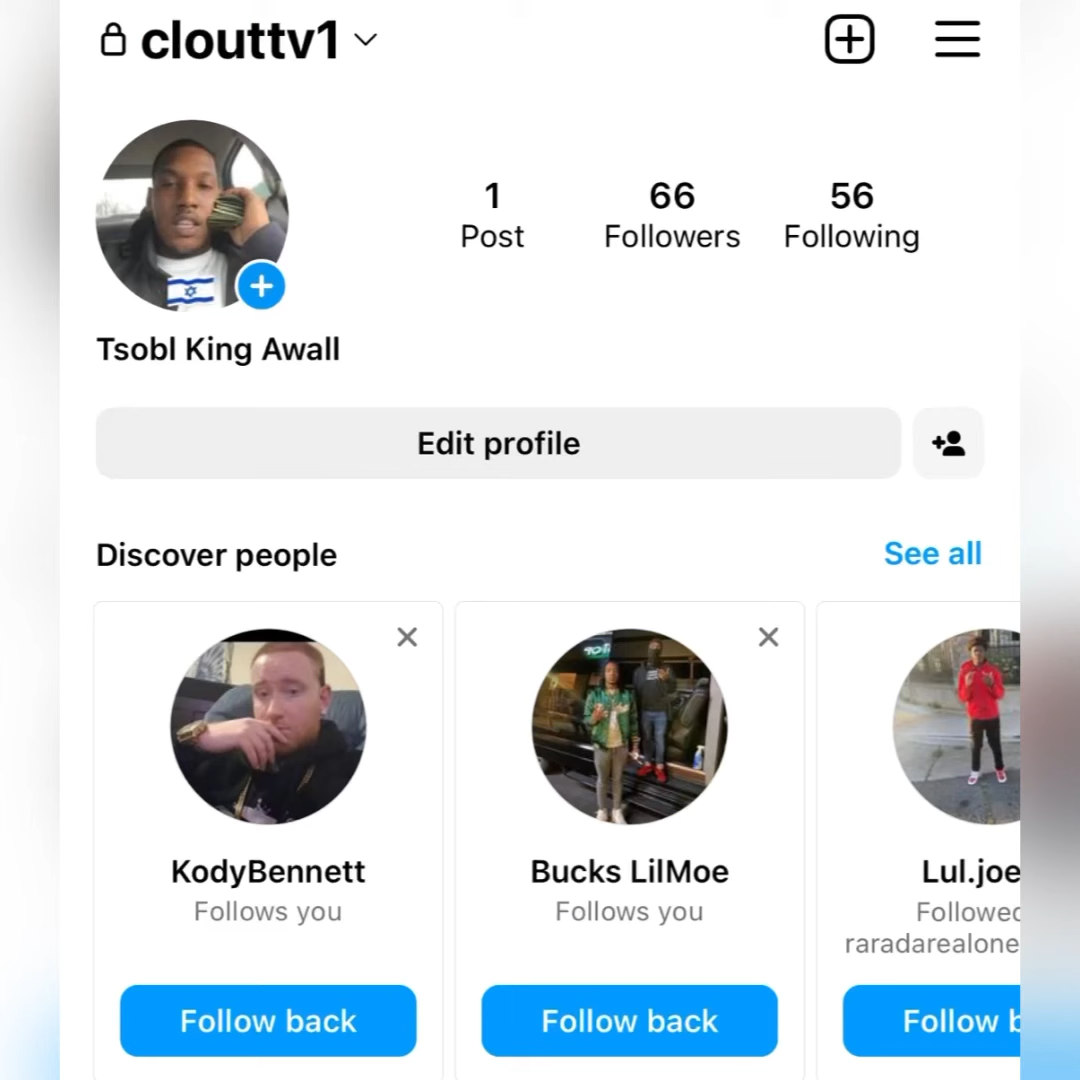 clouttv1
1
Post
66
Followers
56
Following
Tsobl King Awall
Edit profile
Discover people
See all
KodyBennett
Follows you
Follow back
Bucks LilMoe
Follows you
Follow back
Lul.joe
Followed
raradarealone
Follow b